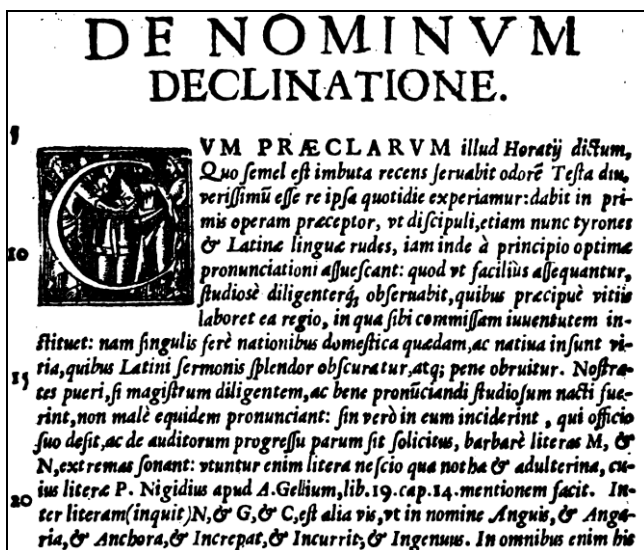 DE NOMINVM
DECLINATIONE.
5
CVM PRÆCLARVM illud Horatij dictum,
Quo semel est imbuta recens seruabit odorẽ Testa diu,
verissimũ esse re ipsa quotidie experiamur: dabit in pri-
mis operam præceptor, vt discipuli, etiam nunc tyrones
10 & Latinæ linguæ rudes, iam inde à principio optimæ
pronunciationi assuescant: quod vt faciliùs assequantur,
studiosè diligenterq; obseruabit, quibus præcipuè vitiis
laboret ea regio, in qua sibi commissam iuuentutem in-
stituet: nam singulis ferè nationibus domestica quædam, ac natiua insunt vi-
15 tia, quibus Latini sermonis splendor obscuratur, atq; pene obruitur. Nostra-
tes pueri, si magistrum diligentem, ac bene pronũciandi studiosum nacti fue-
rint, non malè equidem pronunciant: sin verò in eum inciderint, qui officio
suo desit, ac de auditorum progressu parum sit solicitus, barbarè literas M, &
N, extremas sonant: vtuntur enim litera nescio qua notha & adulterina, cu-
20 ius literæ P. Nigidius apud A. Gellium, lib. 19. cap. 14. mentionem facit. In-
ter literam (inquit) N, & G, & C, est alia vis, vt in nomine Anguis, & Anga-
ria, & Anchora, & Increpat, & Incurrit, & Ingenuus. In omnibus enim his